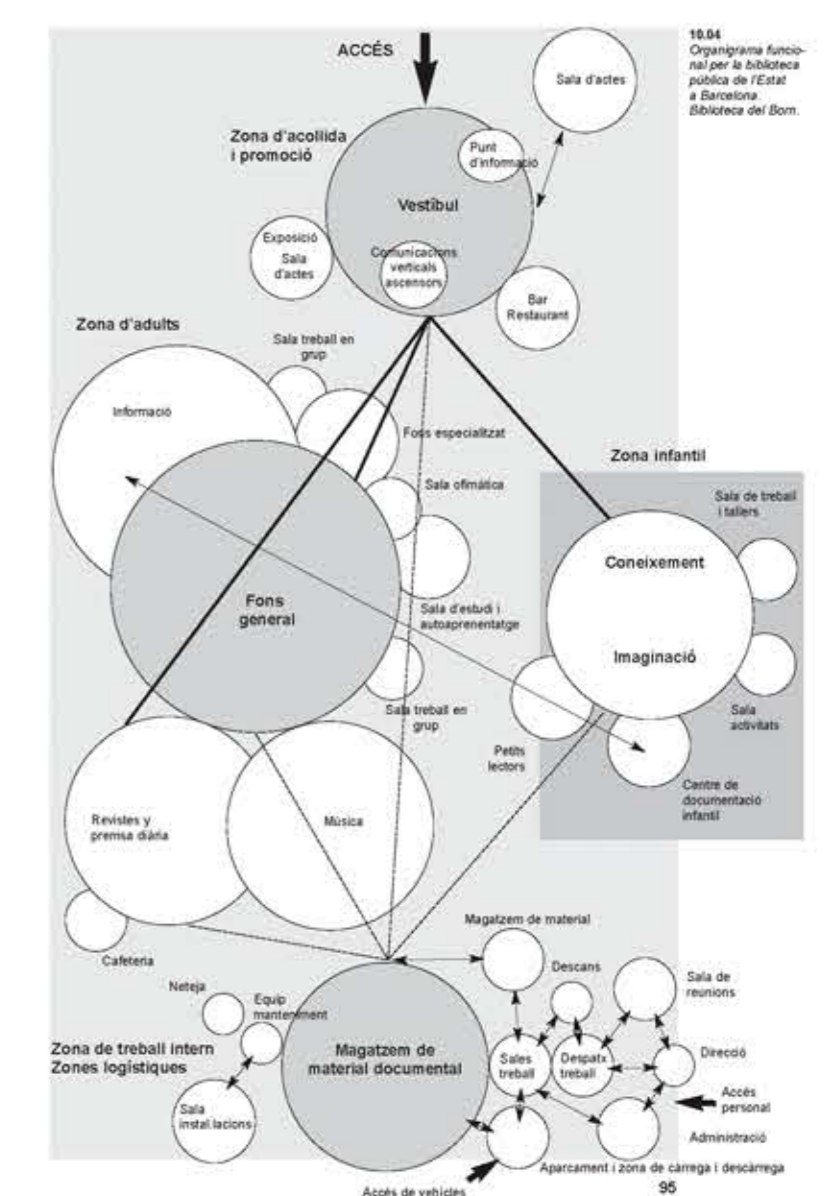 ACCÉS
10.04
Organigrama funcio-
nal per la biblioteca
pública de l'Estat
a Barcelona.
Biblioteca del Born.
Sala d'actes
Zona d'acollida
i promoció
Punt
d'informació
Vestíbul
Exposició
Sala
d'actes
Comunicacions
verticals
ascensors
Bar
Restaurant
Zona d'adults
Sala treball en
grup
Informació
Fons especialitzat
Zona infantil
Sala ofimàtica
Sala de treball
i tallers
Coneixement
Fons
general
Sala d'estudi i
autoaprenentatge
Imaginació
Sala treball en
grup
Sala
activitats
Petits
lectors
Centre de
documentació
infantil
Revistes y
premsa diària
Música
Cafeteria
Magatzem de material
Descans
Sala de
reunions
Neteja
Equip
manteniment
Zona de treball intern
Zones logístiques
Magatzem de
material documental
Sales
treball
Despatx
treball
Direcció
Accés
personal
Sala
instal.lacions
Administració
Aparcament i zona de càrrega i descàrrega
Accés de vehicles
95